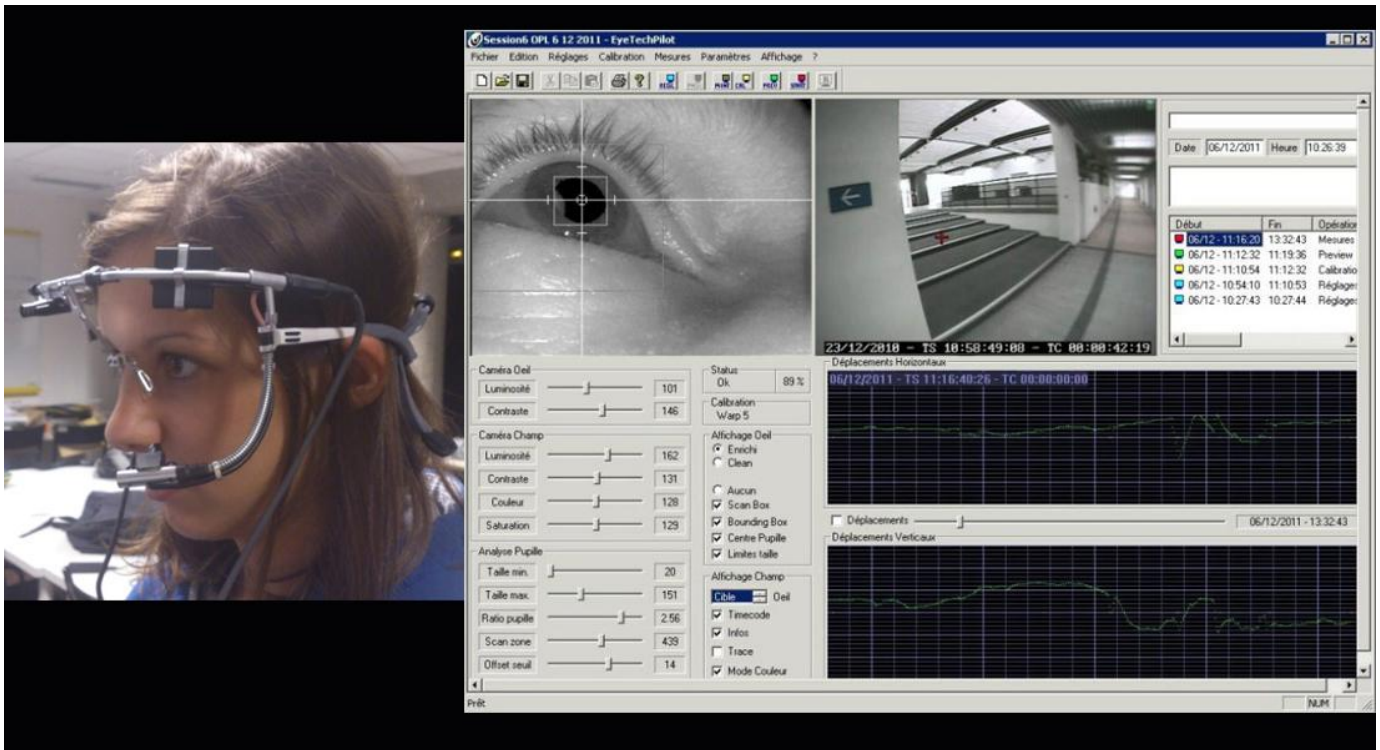 Session6 OPL 6 12 2011 - EyeTechPilot
Fichier Edition Réglages Calibration Mesures Paramètres Affichage ?
Date 06/12/2011 Heure 10:26:39
Début Fin Opération
06/12 - 11:16:20 13:32:43 Mesures
06/12 - 11:12:32 11:19:36 Preview
06/12 - 11:10:54 11:12:32 Calibratio
06/12 - 10:54:10 11:10:53 Réglages
06/12 - 10:27:43 10:27:44 Réglages
23/12/2010 - TS 10:58:49:08 - TC 00:00:42:19
Caméra Oeil
Luminosité 101
Contraste 146
Caméra Champ
Luminosité 162
Contraste 131
Couleur 128
Saturation 129
Analyse Pupille
Taille min. 20
Taille max. 151
Ratio pupille 2.56
Scan zone 439
Offset seuil 14
Status
Ok 89 %
Calibration
Warp 5
Affichage Oeil
Enrichi
Clean
Aucun
Scan Box
Bounding Box
Centre Pupille
Limites taille
Affichage Champ
Cible Oeil
Timecode
Infos
Trace
Mode Couleur
Déplacements Horizontaux
06/12/2011 - TS 11:16:40:26 - TC 00:00:00:00
Déplacements 06/12/2011 - 13:32:43
Déplacements Verticaux
Prêt NUM